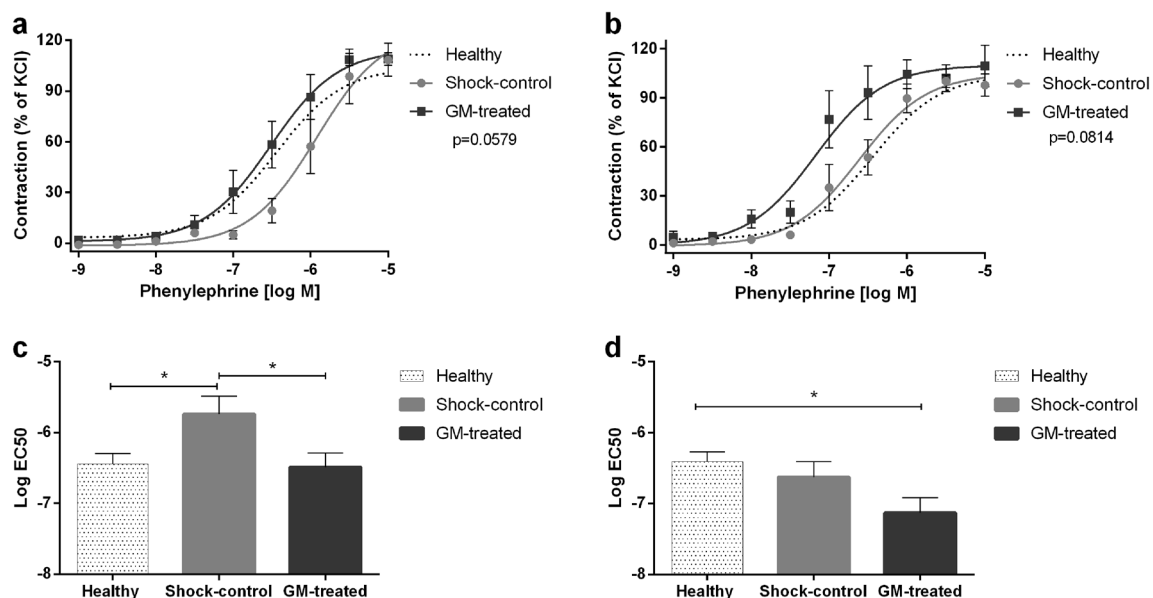 a
Contraction (% of KCl)
120
90
60
30
0
-9
-8
-7
-6
-5
Phenylephrine [log M]
Healthy
Shock-control
GM-treated
p=0.0579
b
Contraction (% of KCl)
120
90
60
30
0
-9
-8
-7
-6
-5
Phenylephrine [log M]
Healthy
Shock-control
GM-treated
p=0.0814
c
Log EC50
-5
-6
-7
-8
*
*
Healthy
Shock-control
GM-treated
Healthy
Shock-control
GM-treated
d
Log EC50
-5
-6
-7
-8
*
Healthy
Shock-control
GM-treated
Healthy
Shock-control
GM-treated